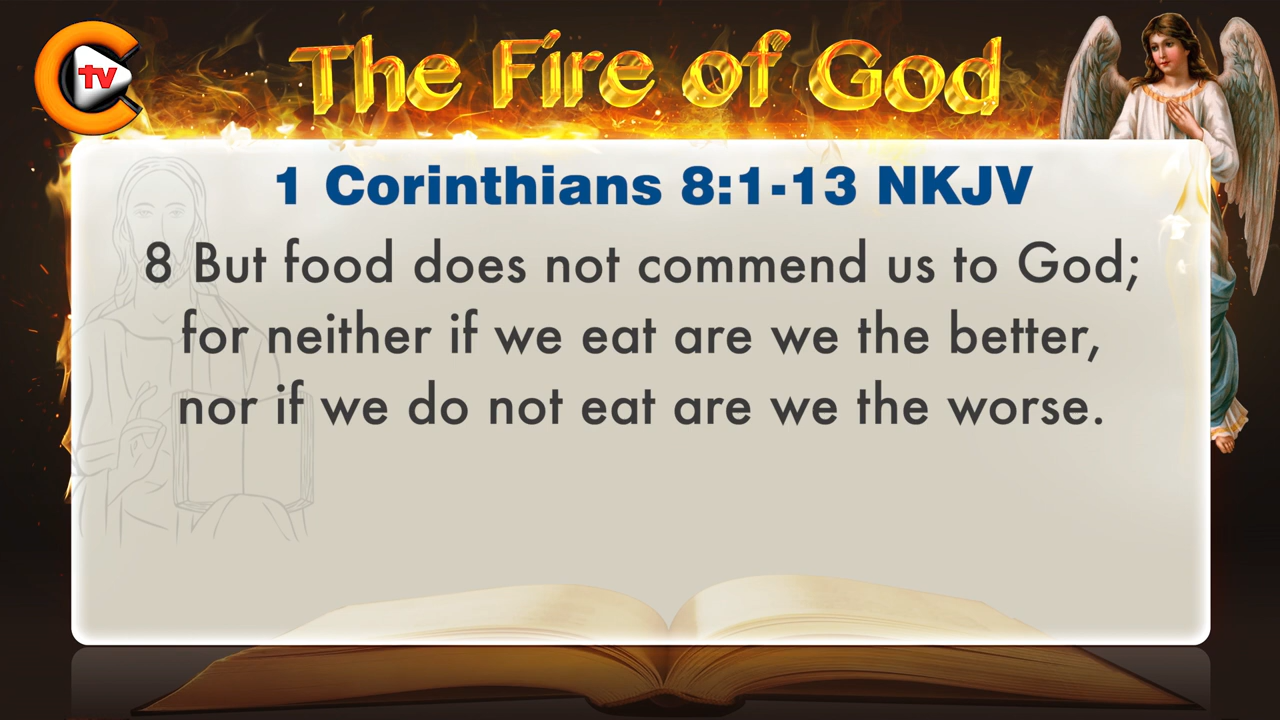 tv
The Fire of God
1 Corinthians 8:1-13 NKJV
8 But food does not commend us to God;
for neither if we eat are we the better,
nor if we do not eat are we the worse.